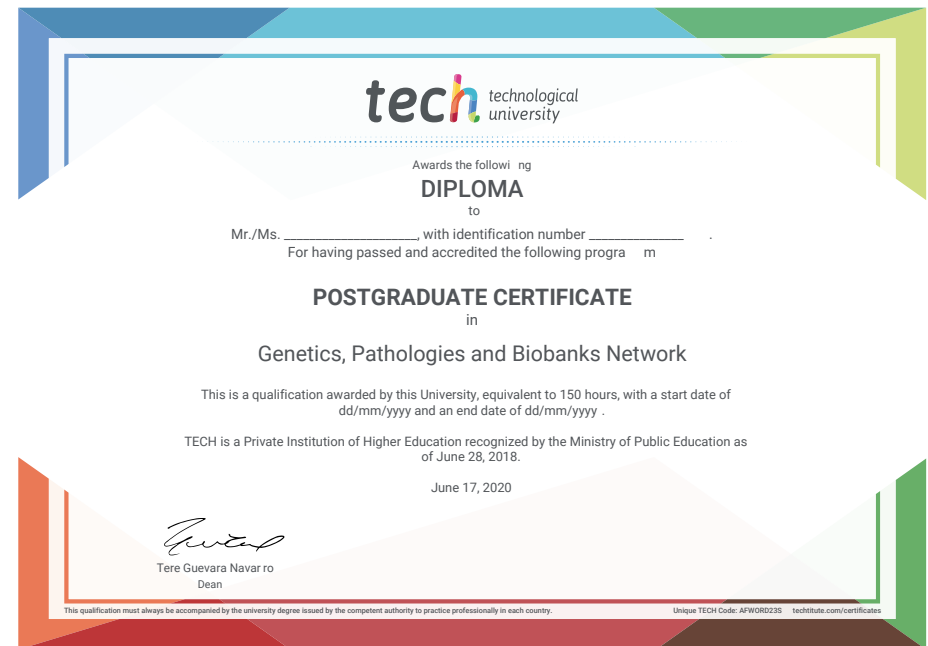 tech technological
university
Awards the followi ng
DIPLOMA
to
Mr./Ms. ____________________, with identification number ______________ .
For having passed and accredited the following progra m
POSTGRADUATE CERTIFICATE
in
Genetics, Pathologies and Biobanks Network
This is a qualification awarded by this University, equivalent to 150 hours, with a start date of
dd/mm/yyyy and an end date of dd/mm/yyyy .
TECH is a Private Institution of Higher Education recognized by the Ministry of Public Education as
of June 28, 2018.
June 17, 2020
Tere Guevara Navar ro
Dean
This qualification must always be accompanied by the university degree issued by the competent authority to practice professionally in each country.
Unique TECH Code: AFWORD23S techtitute.com/certificates